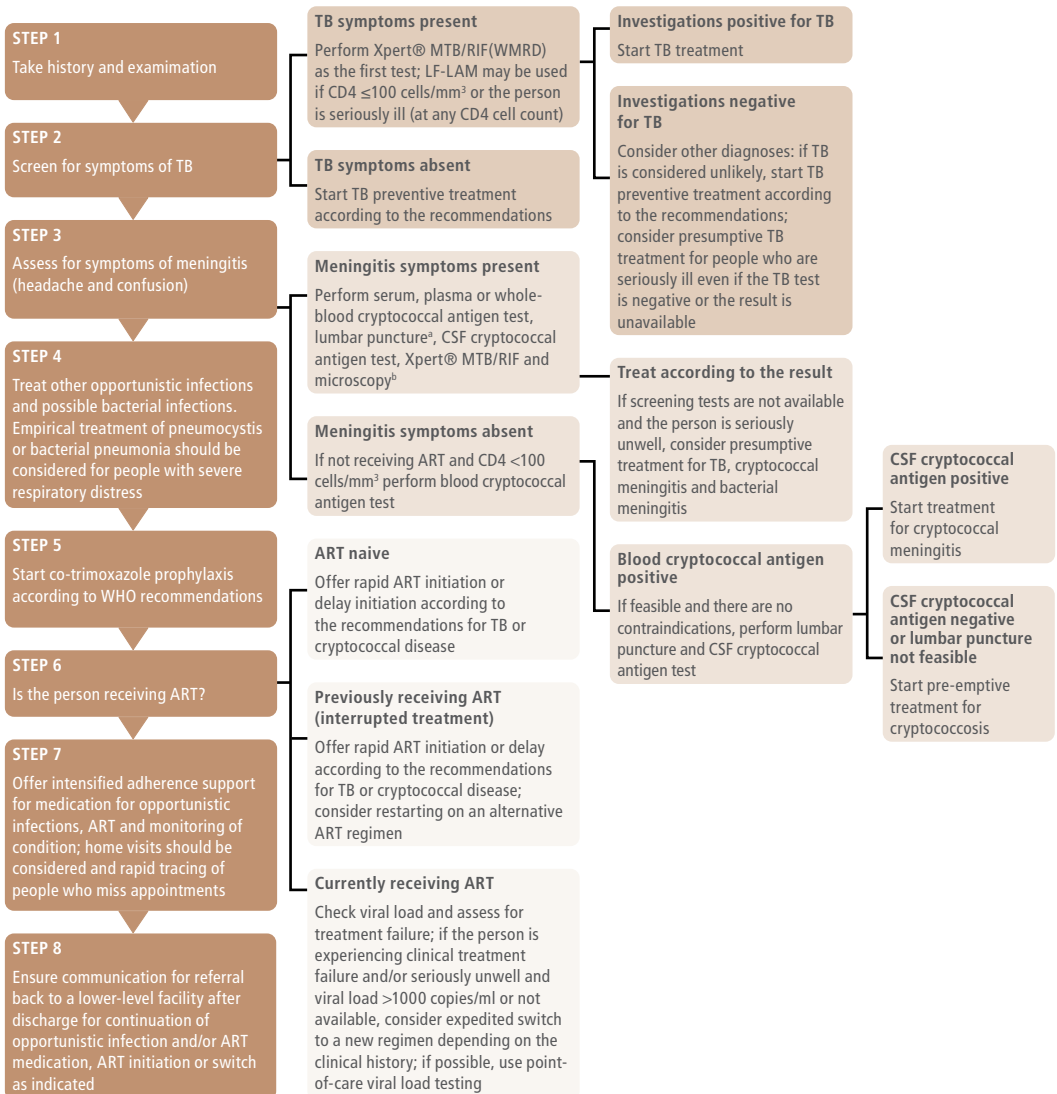 STEP 1
Take history and examimation
STEP 2
Screen for symptoms of TB
STEP 3
Assess for symptoms of meningitis
(headache and confusion)
STEP 4
Treat other opportunistic infections
and possible bacterial infections.
Empirical treatment of pneumocystis
or bacterial pneumonia should be
considered for people with severe
respiratory distress
STEP 5
Start co-trimoxazole prophylaxis
according to WHO recommendations
STEP 6
Is the person receiving ART?
STEP 7
Offer intensified adherence support
for medication for opportunistic
infections, ART and monitoring of
condition; home visits should be
considered and rapid tracing of
people who miss appointments
STEP 8
Ensure communication for referral
back to a lower-level facility after
discharge for continuation of
opportunistic infection and/or ART
medication, ART initiation or switch
as indicated
TB symptoms present
Perform Xpert® MTB/RIF(WMRD)
as the first test; LF-LAM may be used
if CD4 ≤100 cells/mm³ or the person
is seriously ill (at any CD4 cell count)
TB symptoms absent
Start TB preventive treatment
according to the recommendations
Meningitis symptoms present
Perform serum, plasma or whole-
blood cryptococcal antigen test,
lumbar punctureᵃ, CSF cryptococcal
antigen test, Xpert® MTB/RIF and
microscopyᵇ
Meningitis symptoms absent
If not receiving ART and CD4 <100
cells/mm³ perform blood cryptococcal
antigen test
ART naive
Offer rapid ART initiation or
delay initiation according to
the recommendations for TB or
cryptococcal disease
Previously receiving ART
(interrupted treatment)
Offer rapid ART initiation or delay
according to the recommendations
for TB or cryptococcal disease;
consider restarting on an alternative
ART regimen
Currently receiving ART
Check viral load and assess for
treatment failure; if the person is
experiencing clinical treatment
failure and/or seriously unwell and
viral load >1000 copies/ml or not
available, consider expedited switch
to a new regimen depending on the
clinical history; if possible, use point-
of-care viral load testing
Investigations positive for TB
Start TB treatment
Investigations negative
for TB
Consider other diagnoses: if TB
is considered unlikely, start TB
preventive treatment according
to the recommendations;
consider presumptive TB
treatment for people who are
seriously ill even if the TB test
is negative or the result is
unavailable
Treat according to the result
If screening tests are not available
and the person is seriously
unwell, consider presumptive
treatment for TB, cryptococcal
meningitis and bacterial
meningitis
Blood cryptococcal antigen
positive
If feasible and there are no
contraindications, perform lumbar
puncture and CSF cryptococcal
antigen test
CSF cryptococcal
antigen positive
Start treatment
for cryptococcal
meningitis
CSF cryptococcal
antigen negative
or lumbar puncture
not feasible
Start pre-emptive
treatment for
cryptococcosis